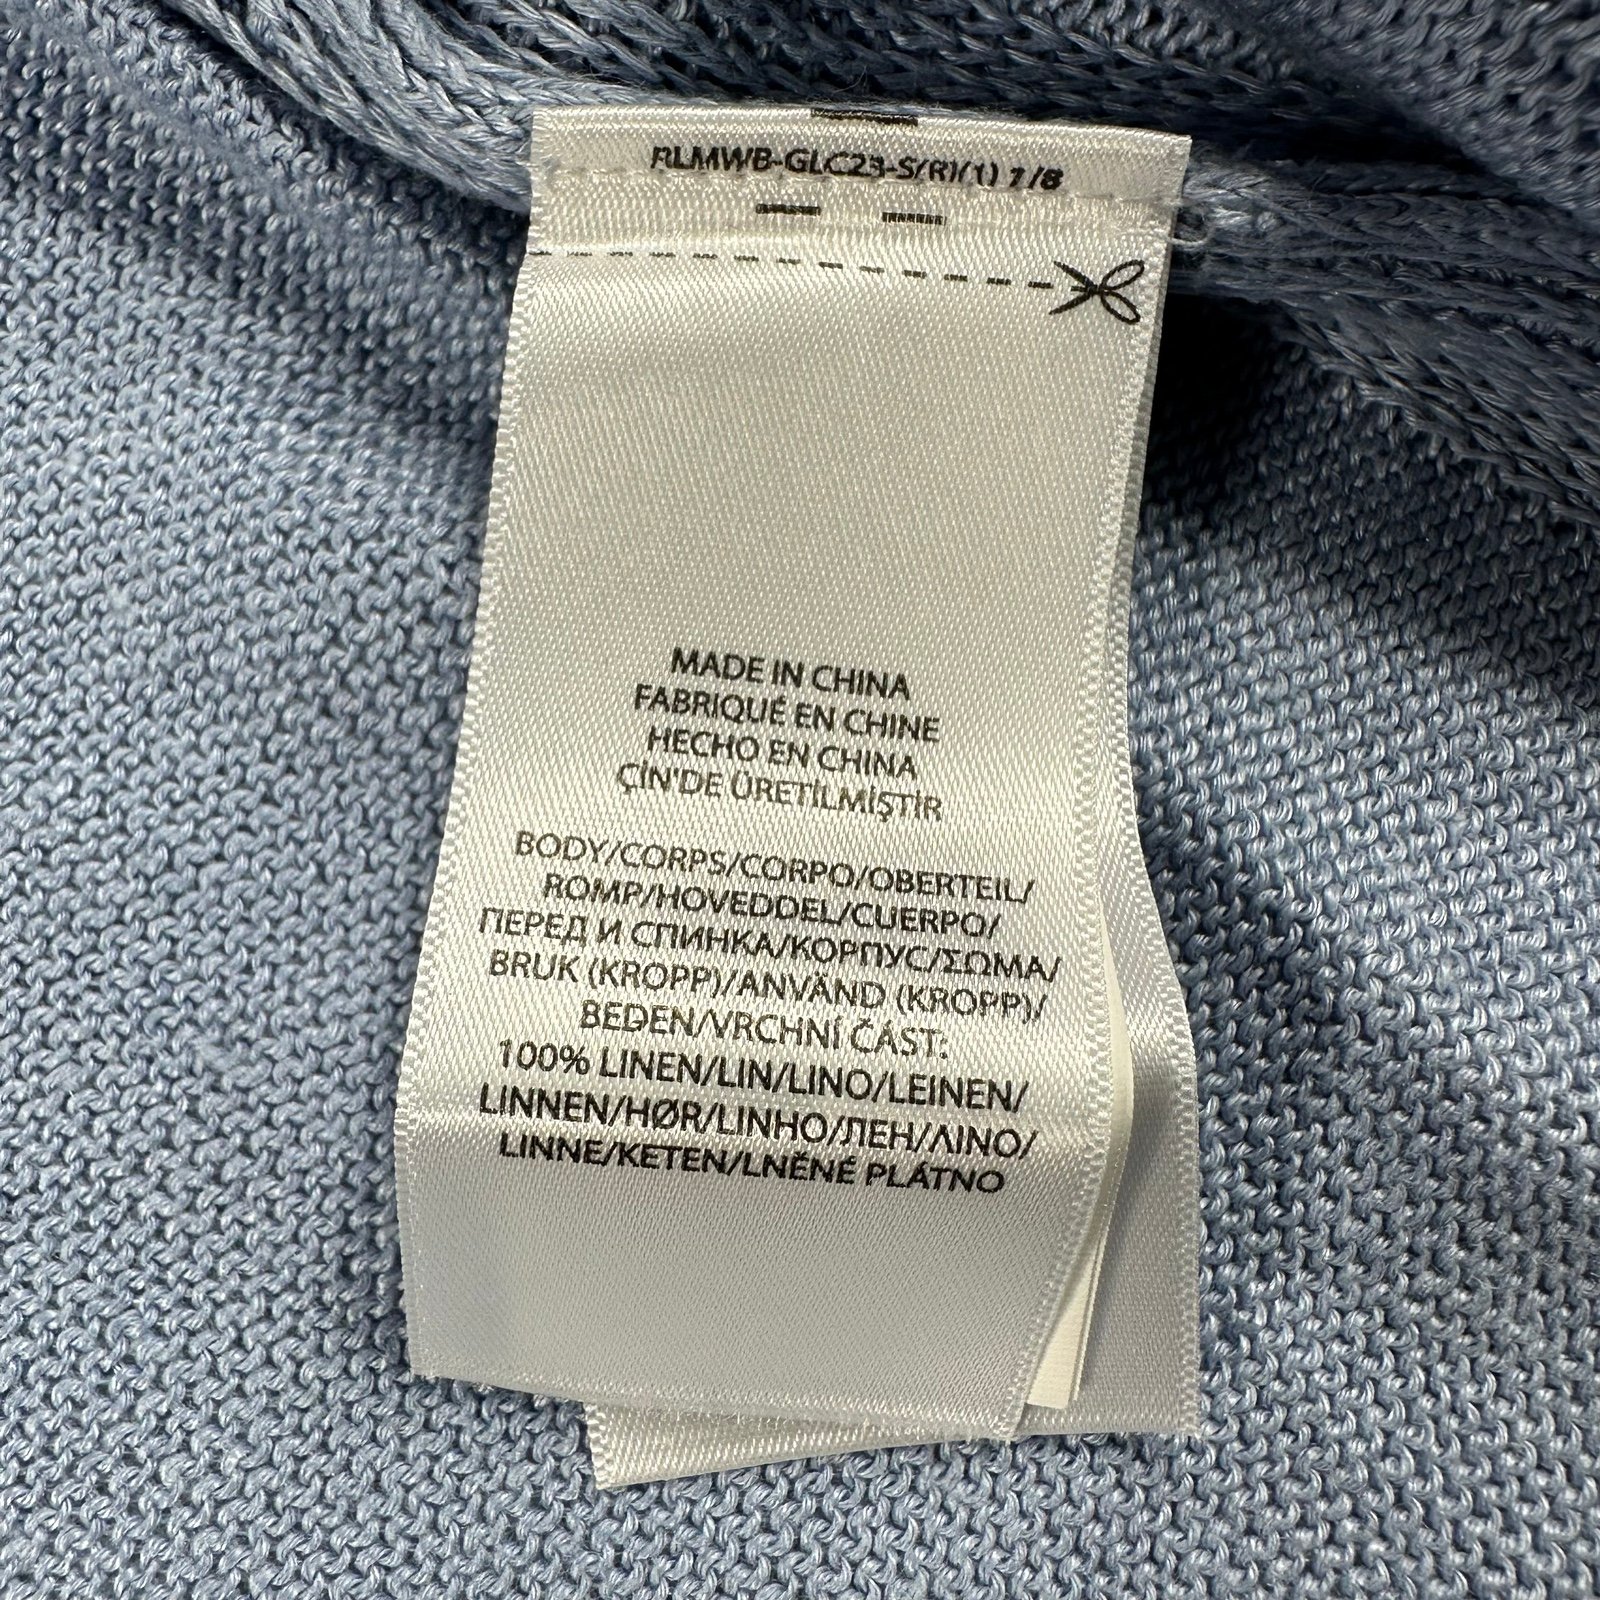 RLMWB-GLC23-S(R)(1) 1/8
MADE IN CHINA
FABRIQUÉ EN CHINE
HECHO EN CHINA
ÇİN'DE ÜRETİLMİŞTİR
BODY/CORPS/CORPO/OBERTEIL/
ROMP/HOVEDDEL/CUERPO/
ПЕРЕД И СПИНКА/КОРПУС/ΣΩΜΑ/
BRUK (KROPP)/ANVÄND (KROPP)/
BEDEN/VRCHNÍ ČÁST:
100% LINEN/LIN/LINO/LEINEN/
LINNEN/HØR/LINHO/ЛЕН/ΛΙΝΟ/
LINNE/KETEN/LNĚNÉ PLÁTNO